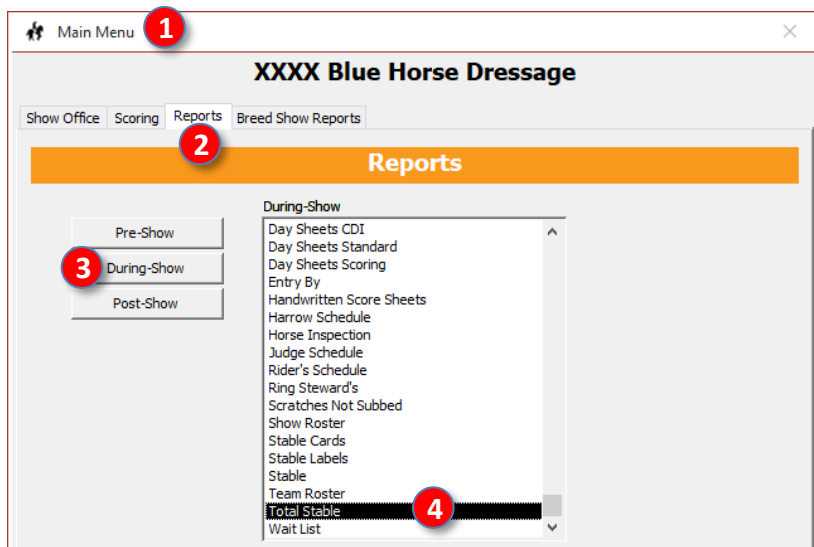 Main Menu 1
XXXX Blue Horse Dressage
Show Office Scoring Reports Breed Show Reports
2
Reports
During-Show
Pre-Show
3 During-Show
Post-Show
Day Sheets CDI
Day Sheets Standard
Day Sheets Scoring
Entry By
Handwritten Score Sheets
Harrow Schedule
Horse Inspection
Judge Schedule
Rider's Schedule
Ring Steward's
Scratches Not Subbed
Show Roster
Stable Cards
Stable Labels
Stable
Team Roster
Total Stable 4
Wait List